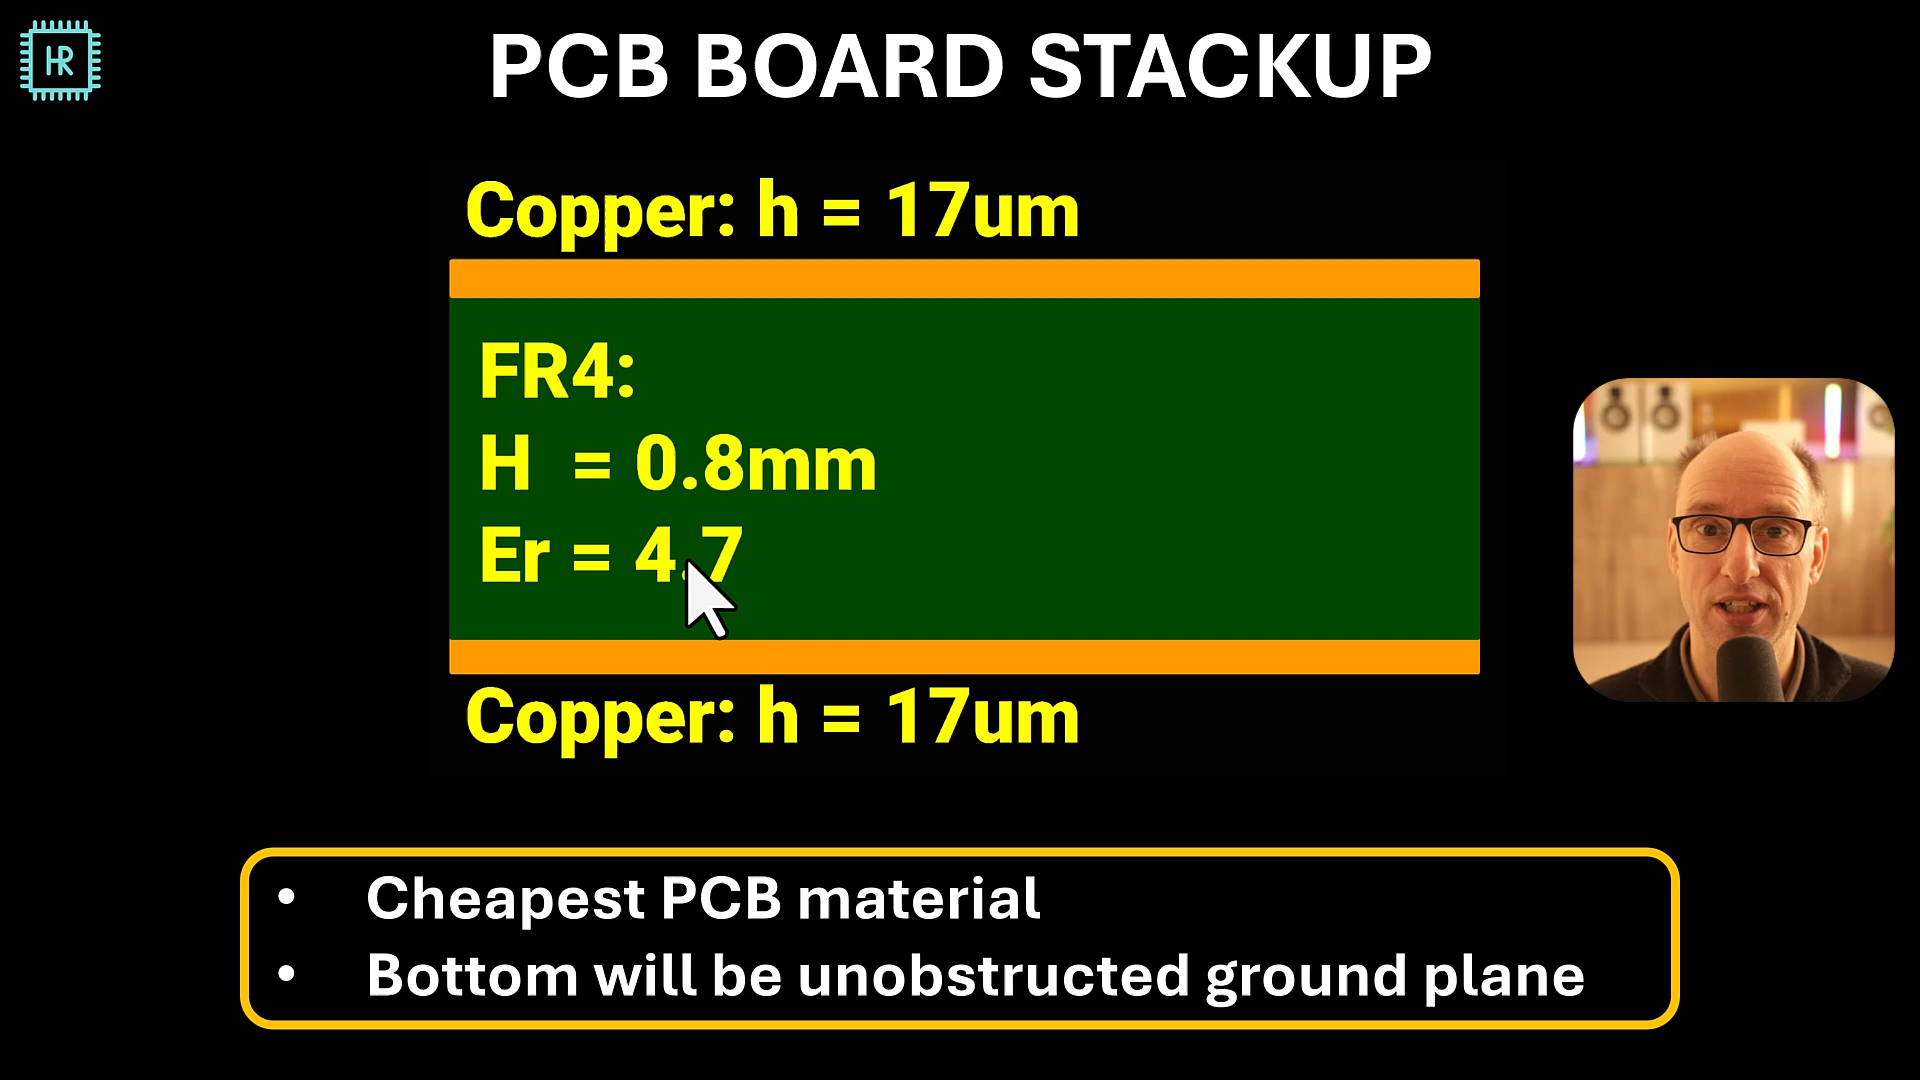 HR
PCB BOARD STACKUP
Copper: h = 17um
FR4:
H = 0.8mm
Er = 4.7
Copper: h = 17um
• Cheapest PCB material
• Bottom will be unobstructed ground plane